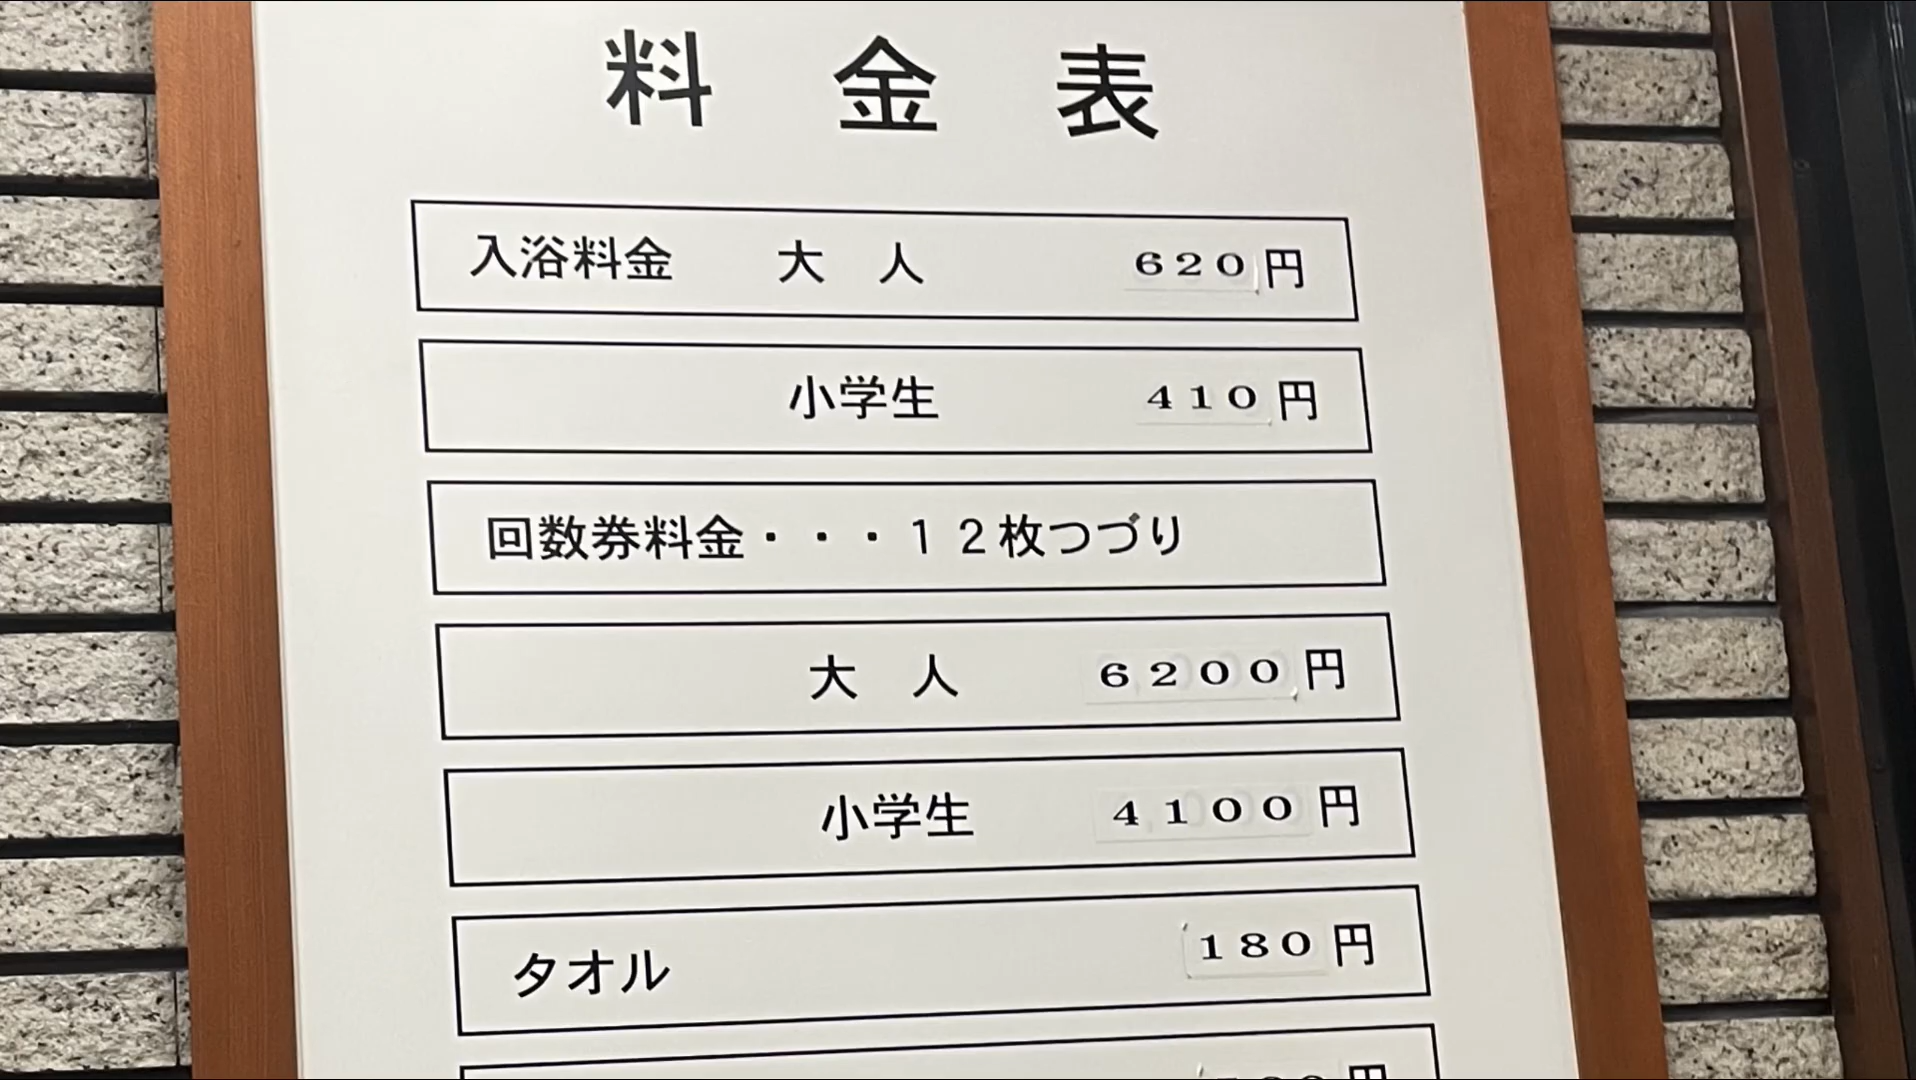 料金表
入浴料金 大人 620円
小学生 410円
回数券料金・・・12枚つづり
大人 6200円
小学生 4100円
タオル 180円